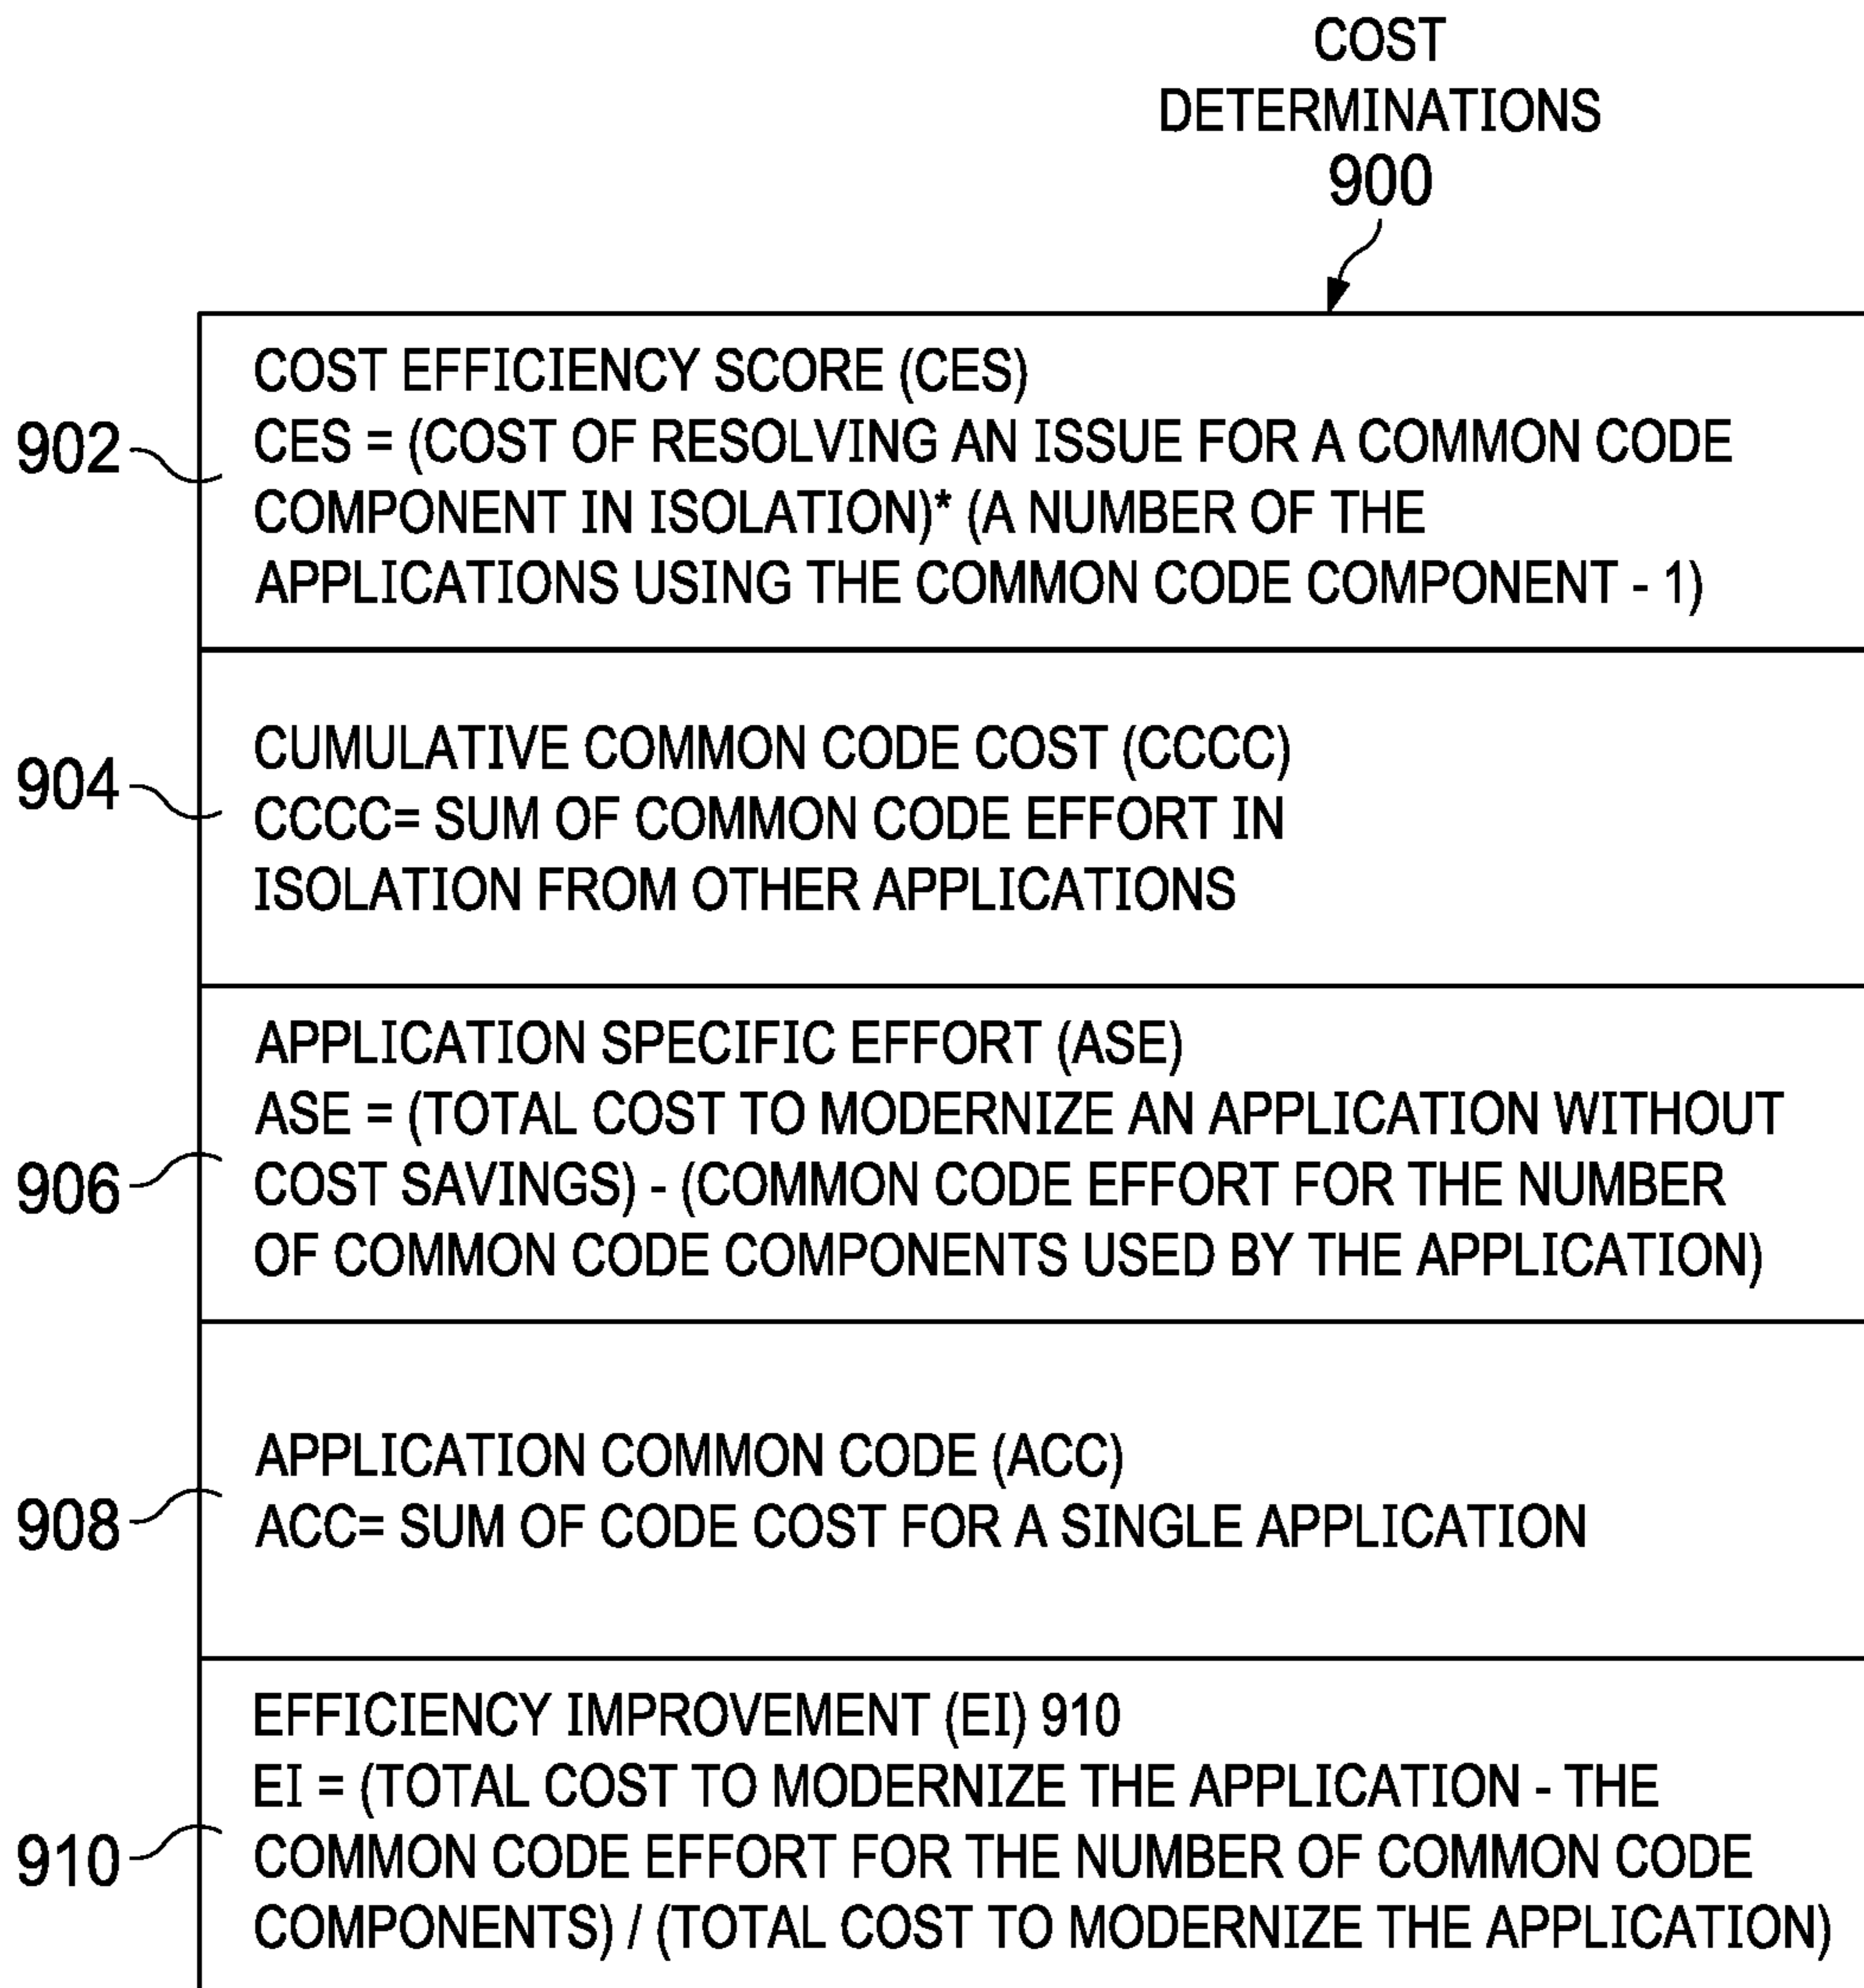 COST
DETERMINATIONS
900
COST EFFICIENCY SCORE (CES)
902
CES = (COST OF RESOLVING AN ISSUE FOR A COMMON CODE
COMPONENT IN ISOLATION)* (A NUMBER OF THE
APPLICATIONS USING THE COMMON CODE COMPONENT - 1)
CUMULATIVE COMMON CODE COST (CCCC)
904
CCCC= SUM OF COMMON CODE EFFORT IN
ISOLATION FROM OTHER APPLICATIONS
APPLICATION SPECIFIC EFFORT (ASE)
ASE = (TOTAL COST TO MODERNIZE AN APPLICATION WITHOUT
906
COST SAVINGS) - (COMMON CODE EFFORT FOR THE NUMBER
OF COMMON CODE COMPONENTS USED BY THE APPLICATION)
APPLICATION COMMON CODE (ACC)
908
ACC= SUM OF CODE COST FOR A SINGLE APPLICATION
EFFICIENCY IMPROVEMENT (EI) 910
EI = (TOTAL COST TO MODERNIZE THE APPLICATION - THE
910
COMMON CODE EFFORT FOR THE NUMBER OF COMMON CODE
COMPONENTS) / (TOTAL COST TO MODERNIZE THE APPLICATION)